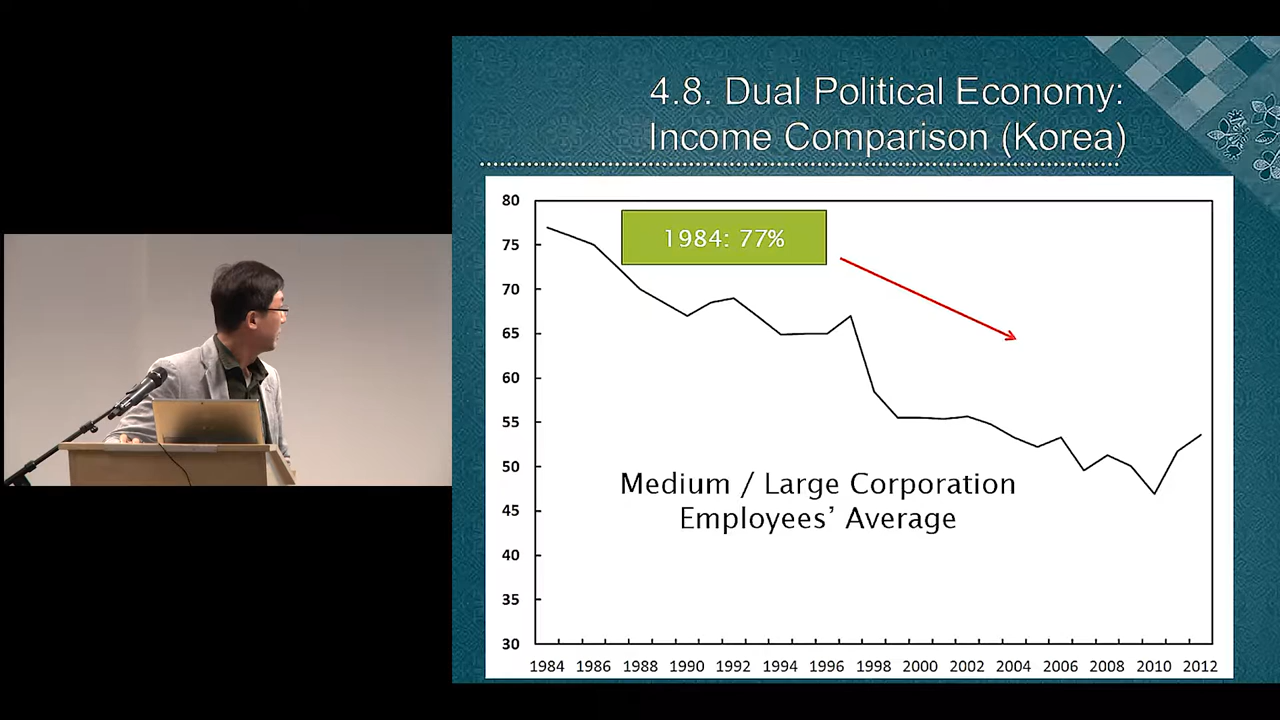 4.8. Dual Political Economy:
Income Comparison (Korea)
80
75
70
65
60
55
50
45
40
35
30
1984: 77%
Medium / Large Corporation
Employees’ Average
1984 1986 1988 1990 1992 1994 1996 1998 2000 2002 2004 2006 2008 2010 2012